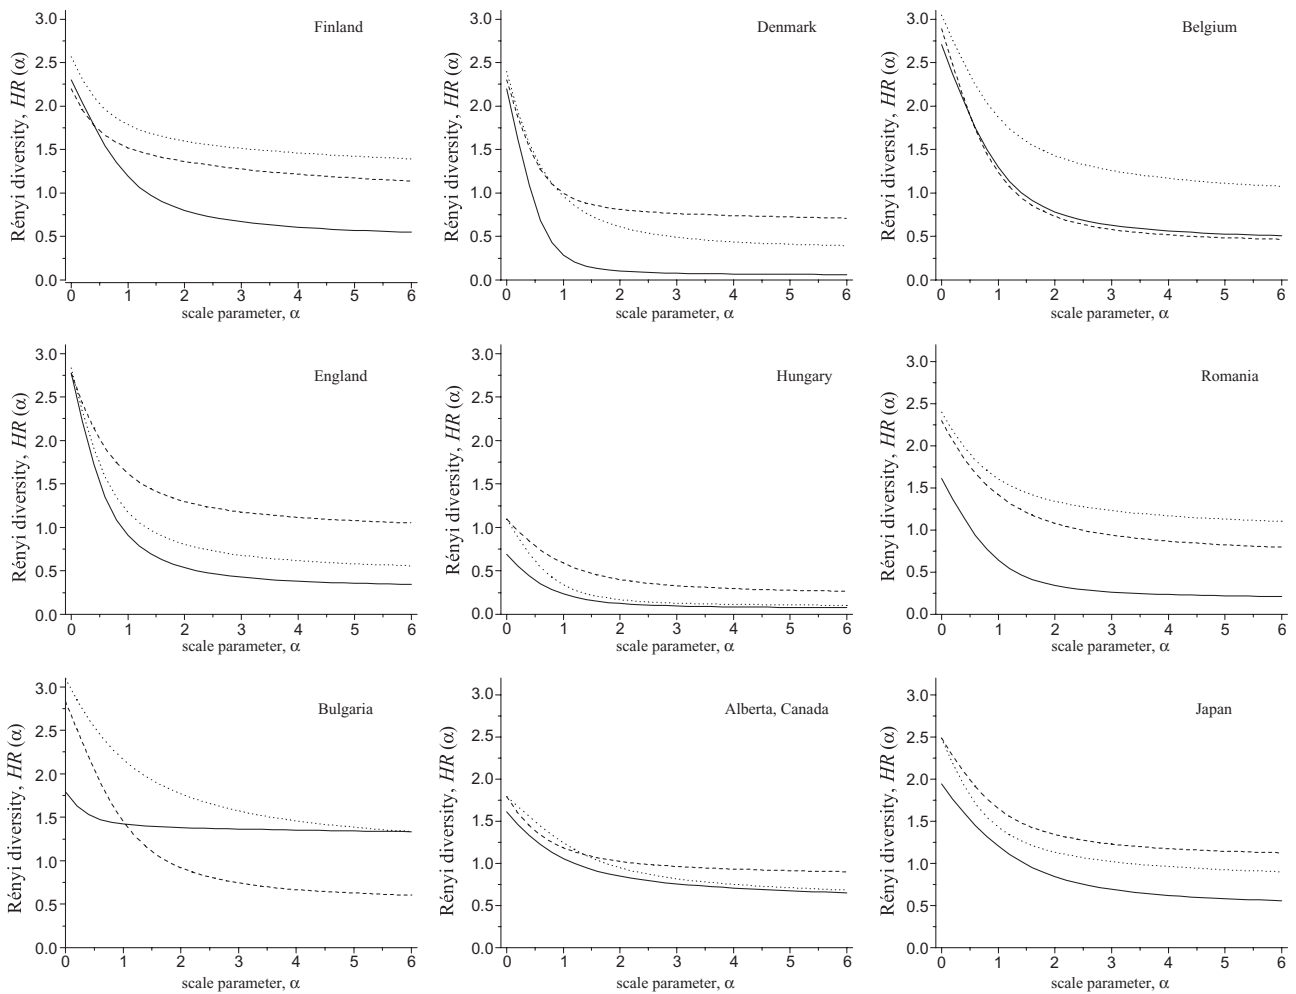 Finland
Rényi diversity, HR (α)
3.0
2.5
2.0
1.5
1.0
0.5
0.0
0 1 2 3 4 5 6
scale parameter, α
Denmark
Rényi diversity, HR (α)
3.0
2.5
2.0
1.5
1.0
0.5
0.0
0 1 2 3 4 5 6
scale parameter, α
Belgium
Rényi diversity, HR (α)
3.0
2.5
2.0
1.5
1.0
0.5
0.0
0 1 2 3 4 5 6
scale parameter, α
England
Rényi diversity, HR (α)
3.0
2.5
2.0
1.5
1.0
0.5
0.0
0 1 2 3 4 5 6
scale parameter, α
Hungary
Rényi diversity, HR (α)
3.0
2.5
2.0
1.5
1.0
0.5
0.0
0 1 2 3 4 5 6
scale parameter, α
Romania
Rényi diversity, HR (α)
3.0
2.5
2.0
1.5
1.0
0.5
0.0
0 1 2 3 4 5 6
scale parameter, α
Bulgaria
Rényi diversity, HR (α)
3.0
2.5
2.0
1.5
1.0
0.5
0.0
0 1 2 3 4 5 6
scale parameter, α
Alberta, Canada
Rényi diversity, HR (α)
3.0
2.5
2.0
1.5
1.0
0.5
0.0
0 1 2 3 4 5 6
scale parameter, α
Japan
Rényi diversity, HR (α)
3.0
2.5
2.0
1.5
1.0
0.5
0.0
0 1 2 3 4 5 6
scale parameter, α